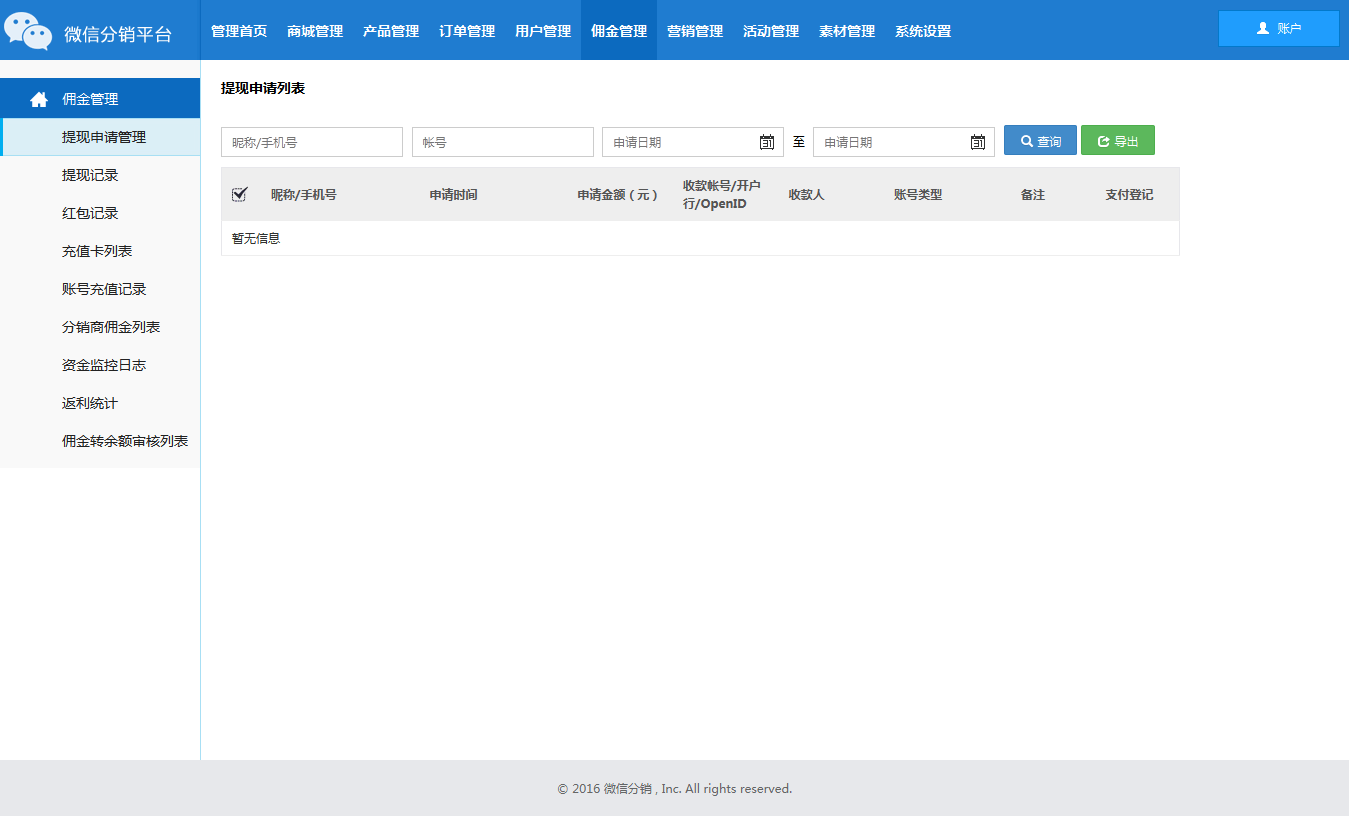 微信分销平台
管理首页 商城管理 产品管理 订单管理 用户管理 佣金管理 营销管理 活动管理 素材管理 系统设置
账户
佣金管理
提现申请管理
提现记录
红包记录
充值卡列表
账号充值记录
分销商佣金列表
资金监控日志
返利统计
佣金转余额审核列表
提现申请列表
昵称/手机号 帐号 申请日期 31 至 申请日期 31 查询 导出
昵称/手机号 申请时间 申请金额（元） 收款帐号/开户
行/OpenID 收款人 账号类型 备注 支付登记
暂无信息
© 2016 微信分销 , Inc. All rights reserved.